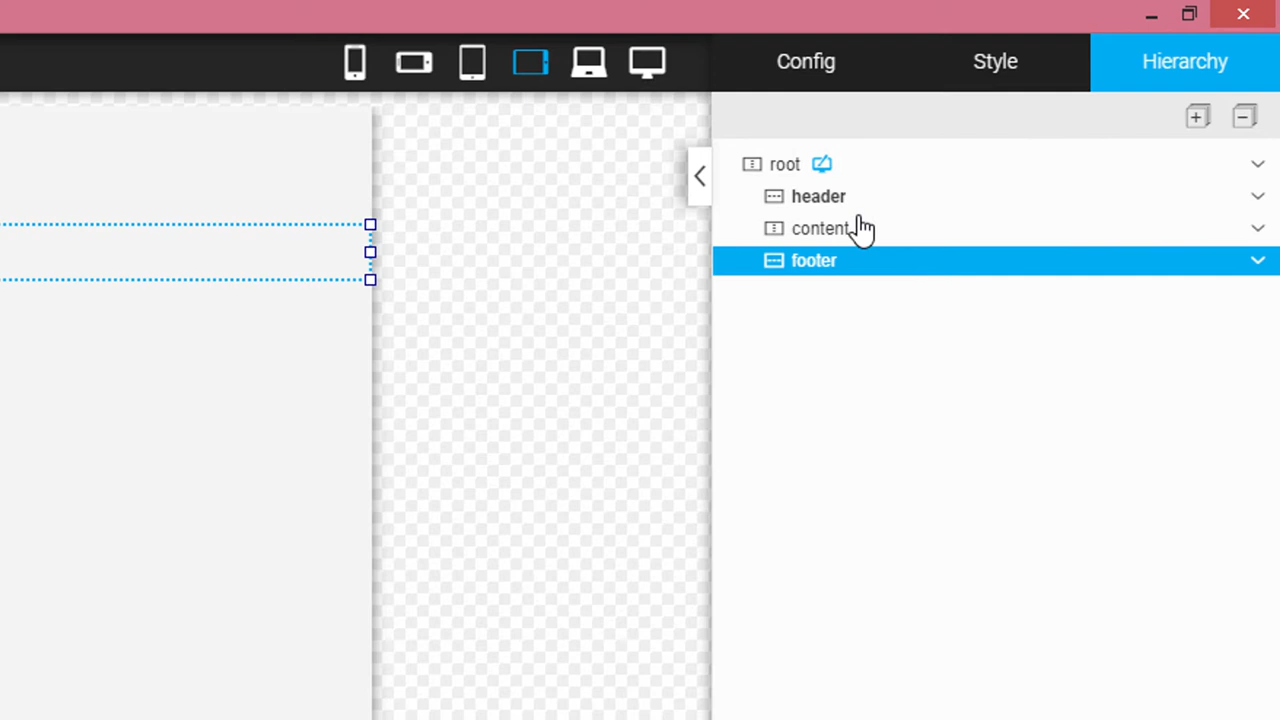 Config Style Hierarchy
root
header
content
footer